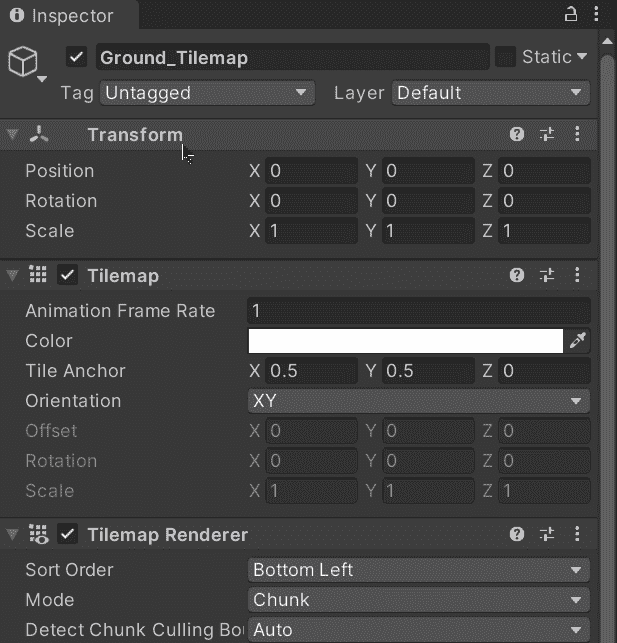 Inspector
Ground_Tilemap Static
Tag Untagged Layer Default
Transform
Position X 0 Y 0 Z 0
Rotation X 0 Y 0 Z 0
Scale X 1 Y 1 Z 1
Tilemap
Animation Frame Rate 1
Color
Tile Anchor X 0.5 Y 0.5 Z 0
Orientation XY
Offset X 0 Y 0 Z 0
Rotation X 0 Y 0 Z 0
Scale X 1 Y 1 Z 1
Tilemap Renderer
Sort Order Bottom Left
Mode Chunk
Detect Chunk Culling Bou Auto